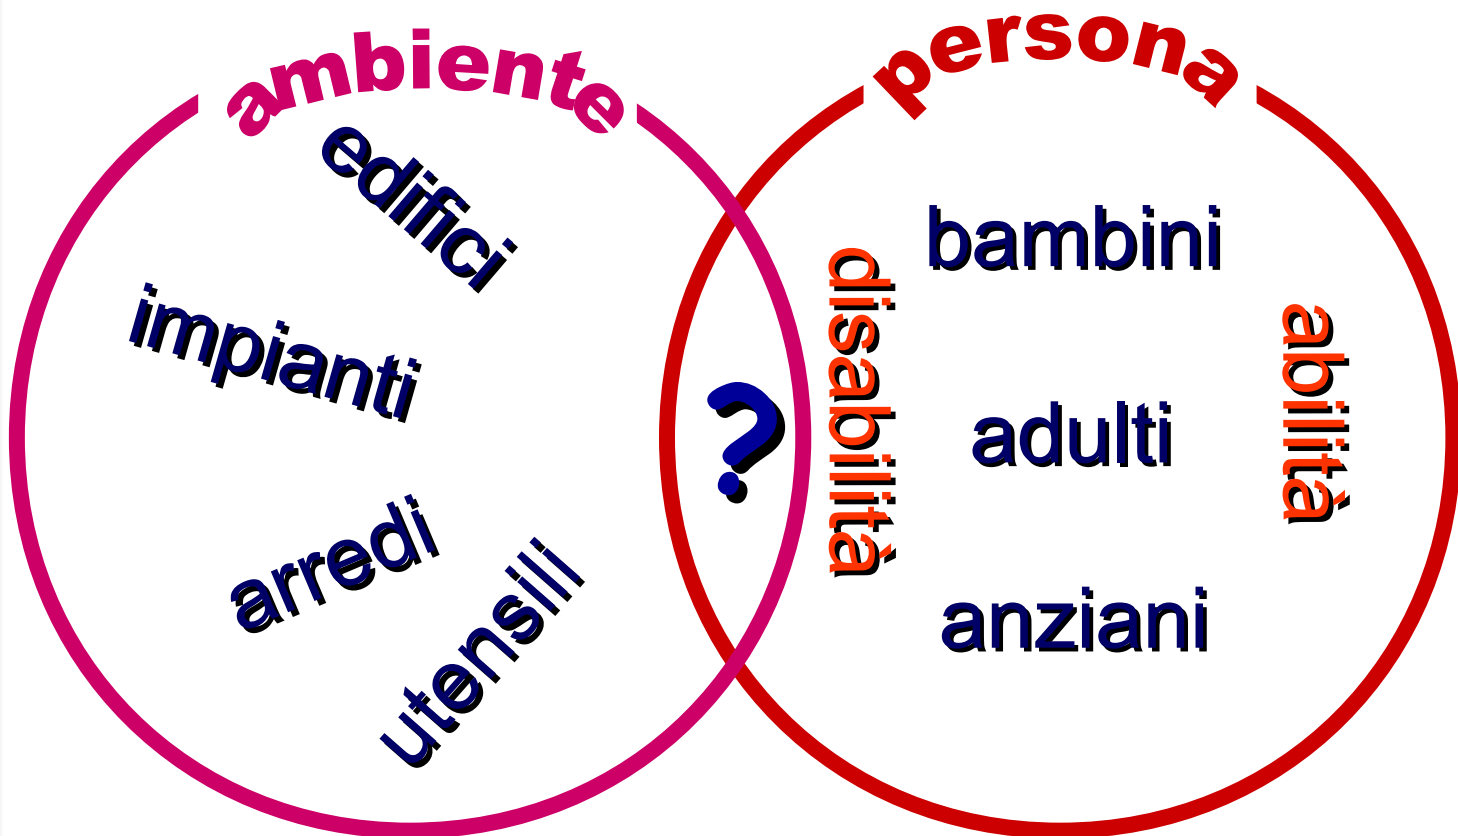 ambiente
edifici
impianti
arredi
utensili
?
persona
disabilità
bambini
adulti
anziani
abilità